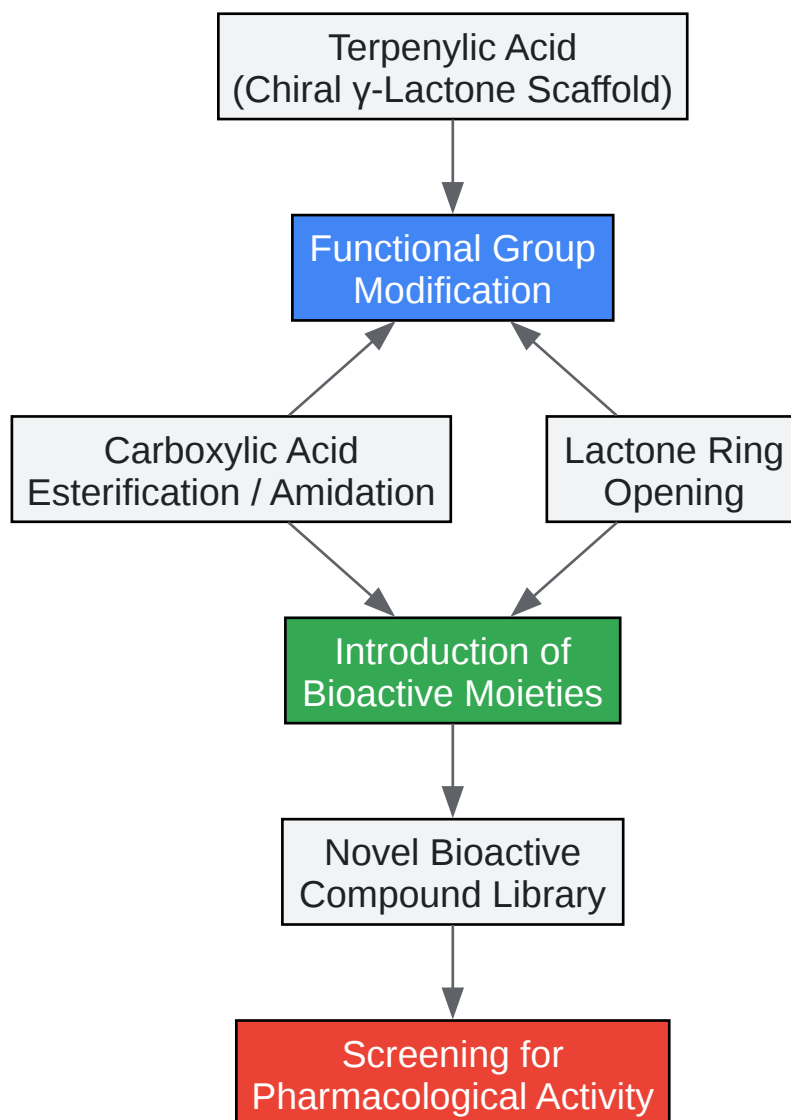 Terpenylic Acid
(Chiral γ-Lactone Scaffold)
Functional Group
Modification
Carboxylic Acid
Esterification / Amidation
Lactone Ring
Opening
Introduction of
Bioactive Moieties
Novel Bioactive
Compound Library
Screening for
Pharmacological Activity